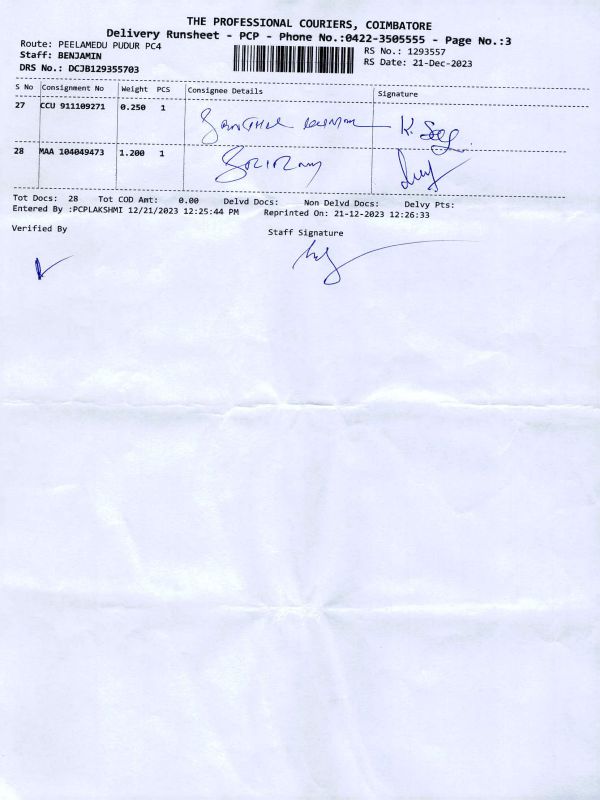 THE PROFESSIONAL COURIERS, COIMBATORE
Delivery Runsheet - PCP - Phone No.:0422-3505555 - Page No.:3
Route: PEELAMEDU PUDUR PC4
RS No.: 1293557
Staff: BENJAMIN
RS Date: 21-Dec-2023
DRS No.: DCJB129355703
S No Consignment No Weight PCS Consignee Details Signature
27 CCU 911109271 0.250 1
28 MAA 104049473 1.200 1
Tot Docs: 28 Tot COD Amt: 0.00 Delvd Docs: Non Delvd Docs: Delvy Pts:
Entered By :PCPLAKSHMI 12/21/2023 12:25:44 PM Reprinted On: 21-12-2023 12:26:33
Verified By Staff Signature